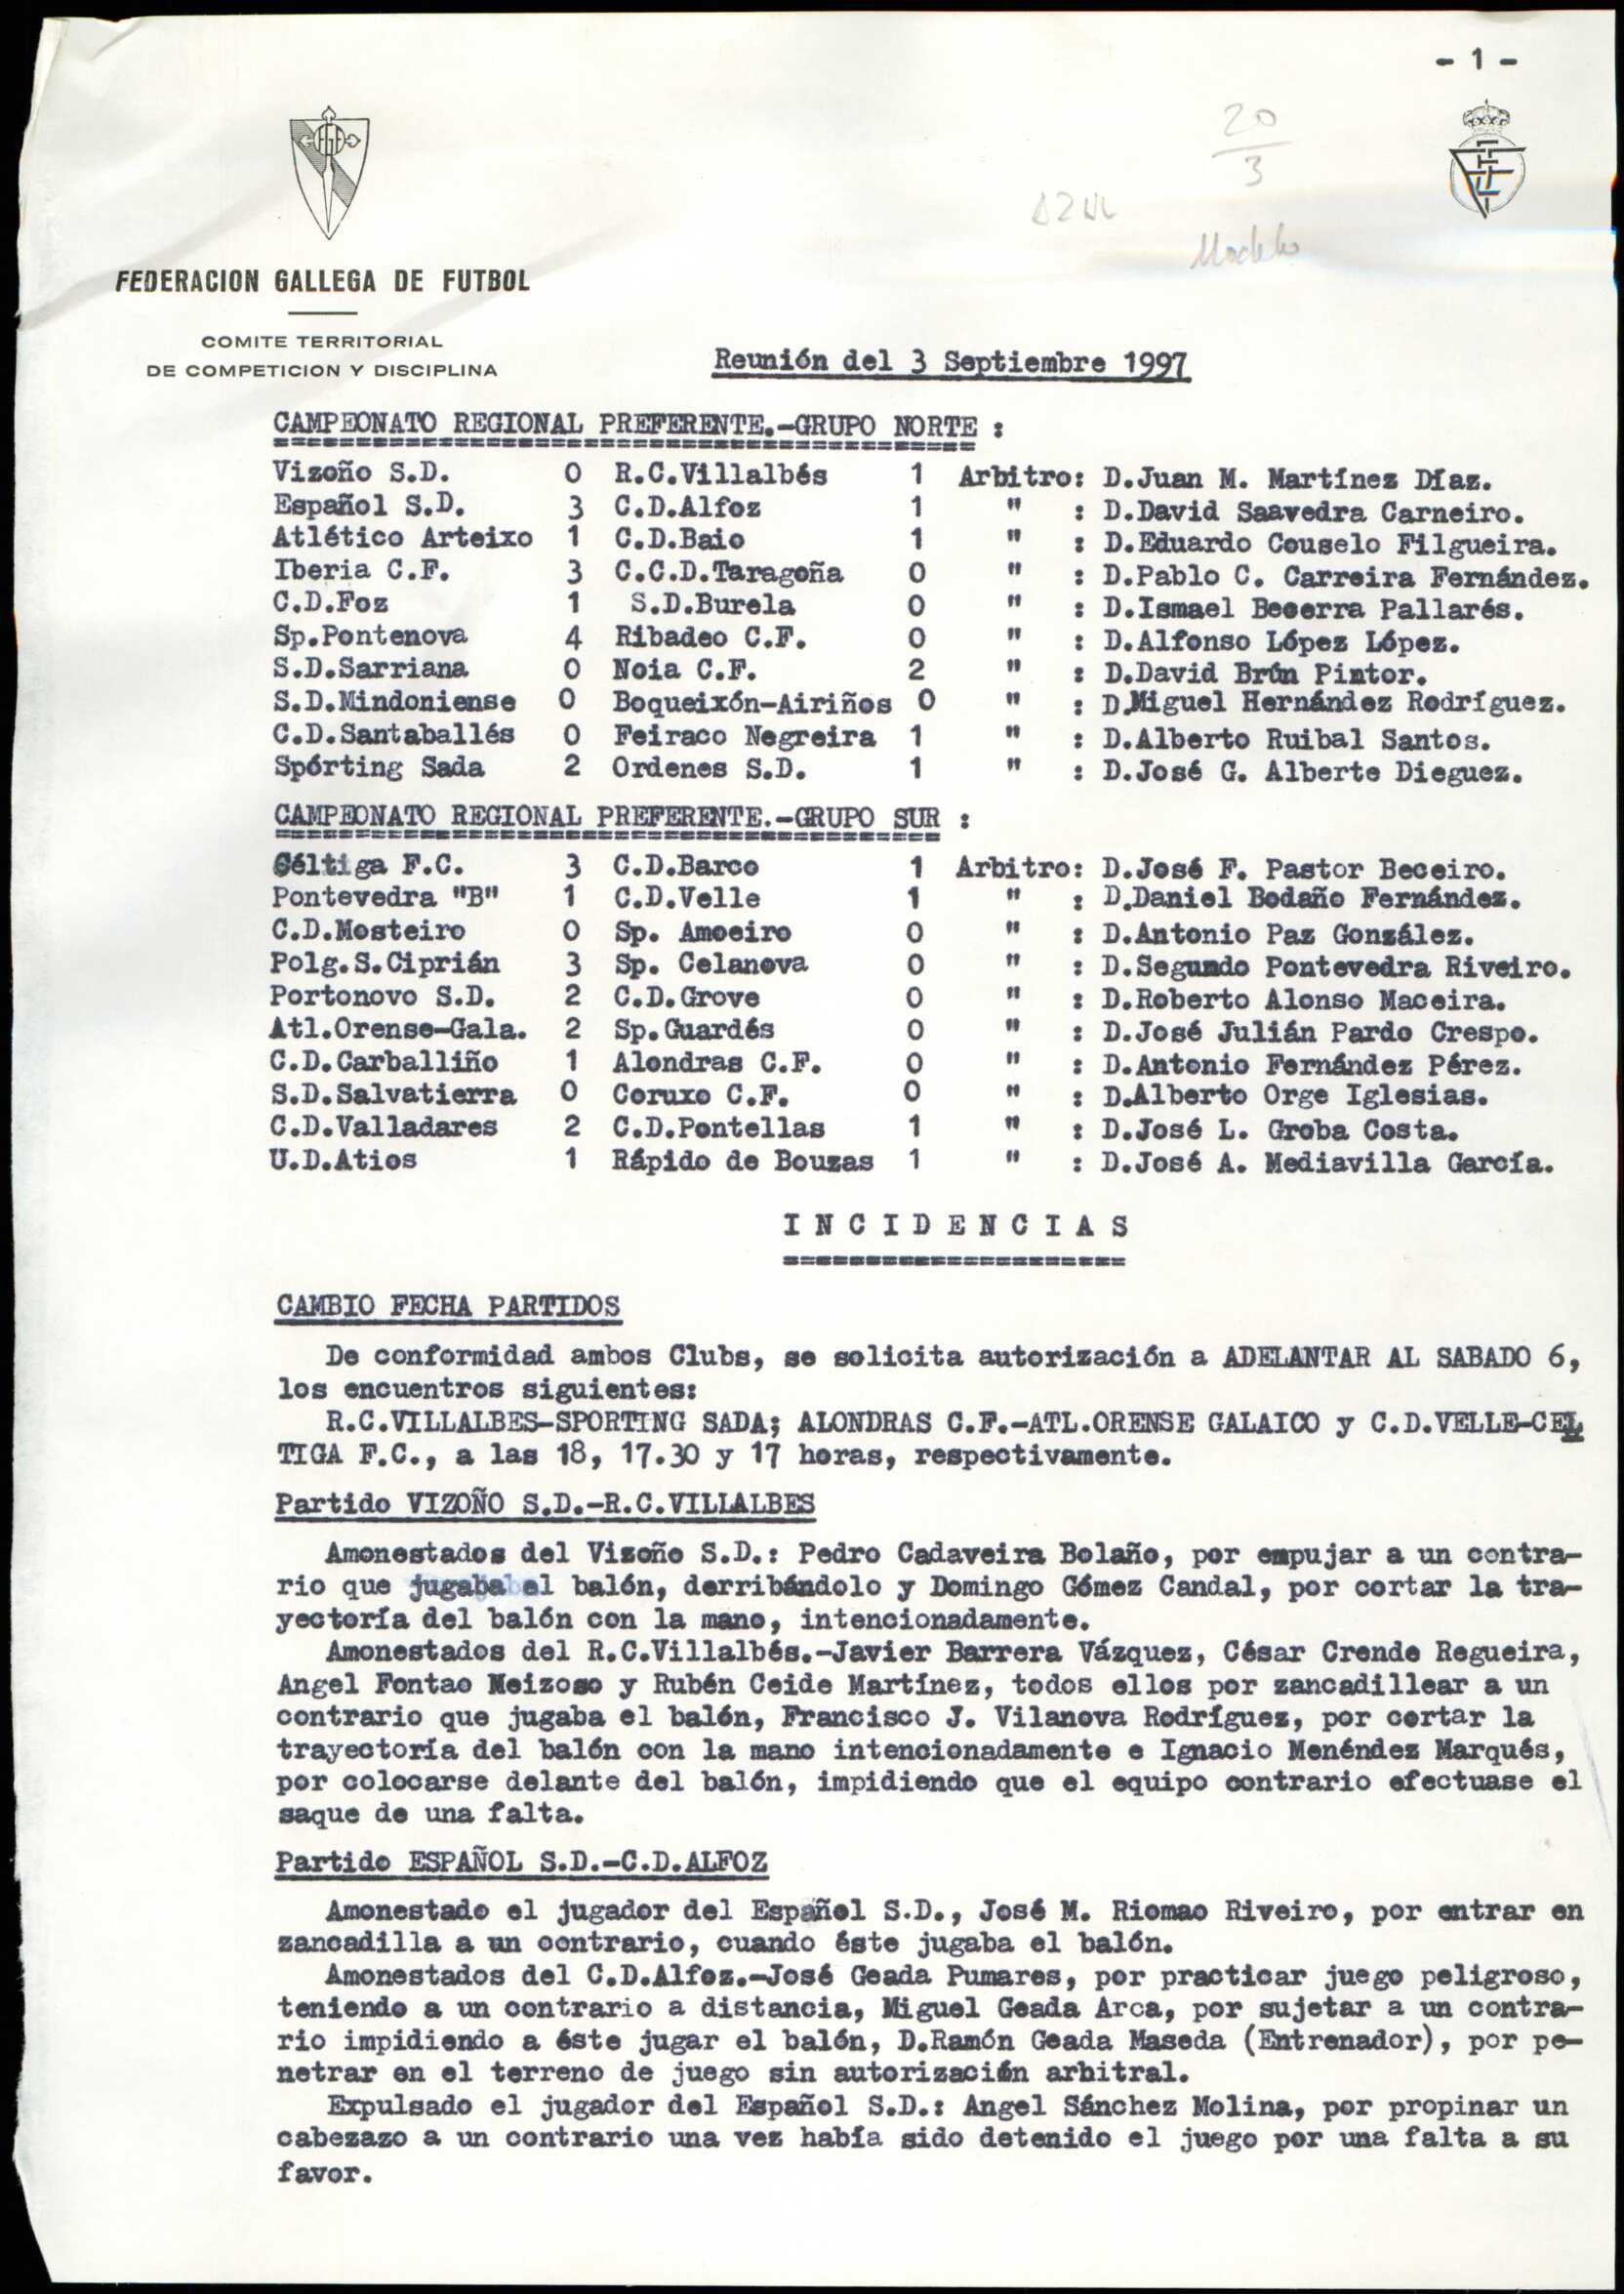 - 1 -
20
3
Modelo
FGF
FEDERACION GALLEGA DE FUTBOL
COMITE TERRITORIAL
DE COMPETICION Y DISCIPLINA
Reunión del 3 Septiembre 1997
CAMPEONATO REGIONAL PREFERENTE.-GRUPO NORTE :
Vizoño S.D. 0 R.C.Villalbés 1 Arbitro: D.Juan M. Martínez Díaz.
Español S.D. 3 C.D.Alfoz 1 " : D.David Saavedra Carneiro.
Atlético Arteixo 1 C.D.Baio 1 " : D.Eduardo Couselo Filgueira.
Iberia C.F. 3 C.C.D.Taragoña 0 " : D.Pablo C. Carreira Fernández.
C.D.Foz 1 S.D.Burela 0 " : D.Ismael Becerra Pallarés.
Sp.Pontenova 4 Ribadeo C.F. 0 " : D.Alfonso López López.
S.D.Sarriana 0 Noia C.F. 2 " : D.David Brún Pintor.
S.D.Mindoniense 0 Boqueixón-Airiños 0 " : D.Miguel Hernández Rodríguez.
C.D.Santaballés 0 Feiraco Negreira 1 " : D.Alberto Ruibal Santos.
Spórting Sada 2 Ordenes S.D. 1 " : D.José G. Alberte Dieguez.
CAMPEONATO REGIONAL PREFERENTE.-GRUPO SUR :
Céltiga F.C. 3 C.D.Barco 1 Arbitro: D.José F. Pastor Beceiro.
Pontevedra "B" 1 C.D.Velle 1 " : D.Daniel Bodaño Fernández.
C.D.Mosteiro 0 Sp. Amoeiro 0 " : D.Antonio Paz González.
Polg.S.Ciprián 3 Sp. Celanova 0 " : D.Segundo Pontevedra Riveiro.
Portonovo S.D. 2 C.D.Grove 0 " : D.Roberto Alonso Maceira.
Atl.Orense-Gala. 2 Sp.Guardés 0 " : D.José Julián Pardo Crespo.
C.D.Carballiño 1 Alondras C.F. 0 " : D.Antonio Fernández Pérez.
S.D.Salvatierra 0 Coruxo C.F. 0 " : D.Alberto Orge Iglesias.
C.D.Valladares 2 C.D.Pontellas 1 " : D.José L. Groba Costa.
U.D.Atios 1 Rápido de Bouzas 1 " : D.José A. Mediavilla García.
I N C I D E N C I A S
CAMBIO FECHA PARTIDOS
De conformidad ambos Clubs, se solicita autorización a ADELANTAR AL SABADO 6,
los encuentros siguientes:
R.C.VILLALBES-SPORTING SADA; ALONDRAS C.F.-ATL.ORENSE GALAICO y C.D.VELLE-CEL
TIGA F.C., a las 18, 17.30 y 17 horas, respectivamente.
Partido VIZOÑO S.D.-R.C.VILLALBES
Amonestados del Vizoño S.D.: Pedro Cadaveira Bolaño, por empujar a un contra-
rio que jugaba el balón, derribándolo y Domingo Gómez Candal, por cortar la tra-
yectoría del balón con la mano, intencionadamente.
Amonestados del R.C.Villalbés.-Javier Barrera Vázquez, César Crende Regueira,
Angel Fontao Meizoso y Rubén Ceide Martínez, todos ellos por zancadillear a un
contrario que jugaba el balón, Francisco J. Vilanova Rodríguez, por cortar la
trayectoría del balón con la mano intencionadamente e Ignacio Menéndez Marqués,
por colocarse delante del balón, impidiendo que el equipo contrario efectuase el
saque de una falta.
Partido ESPAÑOL S.D.-C.D.ALFOZ
Amonestado el jugador del Español S.D., José M. Riomao Riveiro, por entrar en
zancadilla a un contrario, cuando éste jugaba el balón.
Amonestados del C.D.Alfoz.-José Geada Pumares, por practicar juego peligroso,
teniendo a un contrario a distancia, Miguel Geada Arca, por sujetar a un contra-
rio impidiendo a éste jugar el balón, D.Ramón Geada Maseda (Entrenador), por pe-
netrar en el terreno de juego sin autorización arbitral.
Expulsado el jugador del Español S.D.: Angel Sánchez Molina, por propinar un
cabezazo a un contrario una vez había sido detenido el juego por una falta a su
favor.